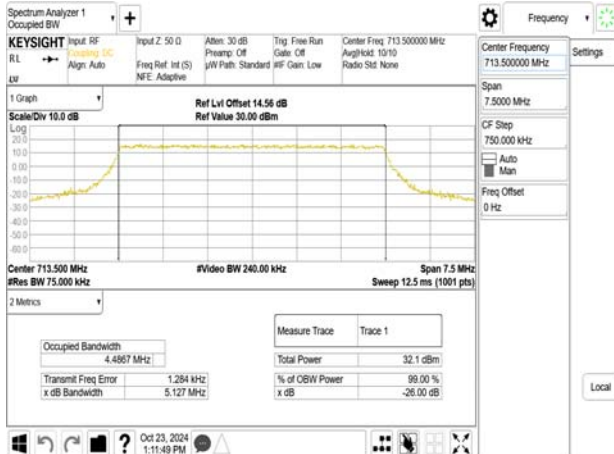 Spectrum Analyzer 1
Occupied BW
+
Frequency
KEYSIGHT
RL
Input: RF
Coupling: DC
Align: Auto
Input Z: 50 Ω
Freq Ref: Int (S)
NFE: Adaptive
Atten: 30 dB
Preamp: Off
µW Path: Standard
Trig: Free Run
Gate: Off
#IF Gain: Low
Center Freq: 713.500000 MHz
Avg|Hold: 10/10
Radio Std: None
Center Frequency
713.500000 MHz
Settings
Span
7.5000 MHz
CF Step
750.000 kHz
Auto
Man
Freq Offset
0 Hz
Local
1 Graph
Scale/Div 10.0 dB
Ref Lvl Offset 14.56 dB
Ref Value 30.00 dBm
Log
20.0
10.0
0.00
-10.0
-20.0
-30.0
-40.0
-50.0
-60.0
Center 713.500 MHz
#Video BW 240.00 kHz
Span 7.5 MHz
#Res BW 75.000 kHz
Sweep 12.5 ms (1001 pts)
2 Metrics
Measure Trace Trace 1
Occupied Bandwidth
4.4867 MHz
Total Power 32.1 dBm
Transmit Freq Error 1.284 kHz
% of OBW Power 99.00 %
x dB Bandwidth 5.127 MHz
x dB -26.00 dB
?
Oct 23, 2024
1:11:49 PM